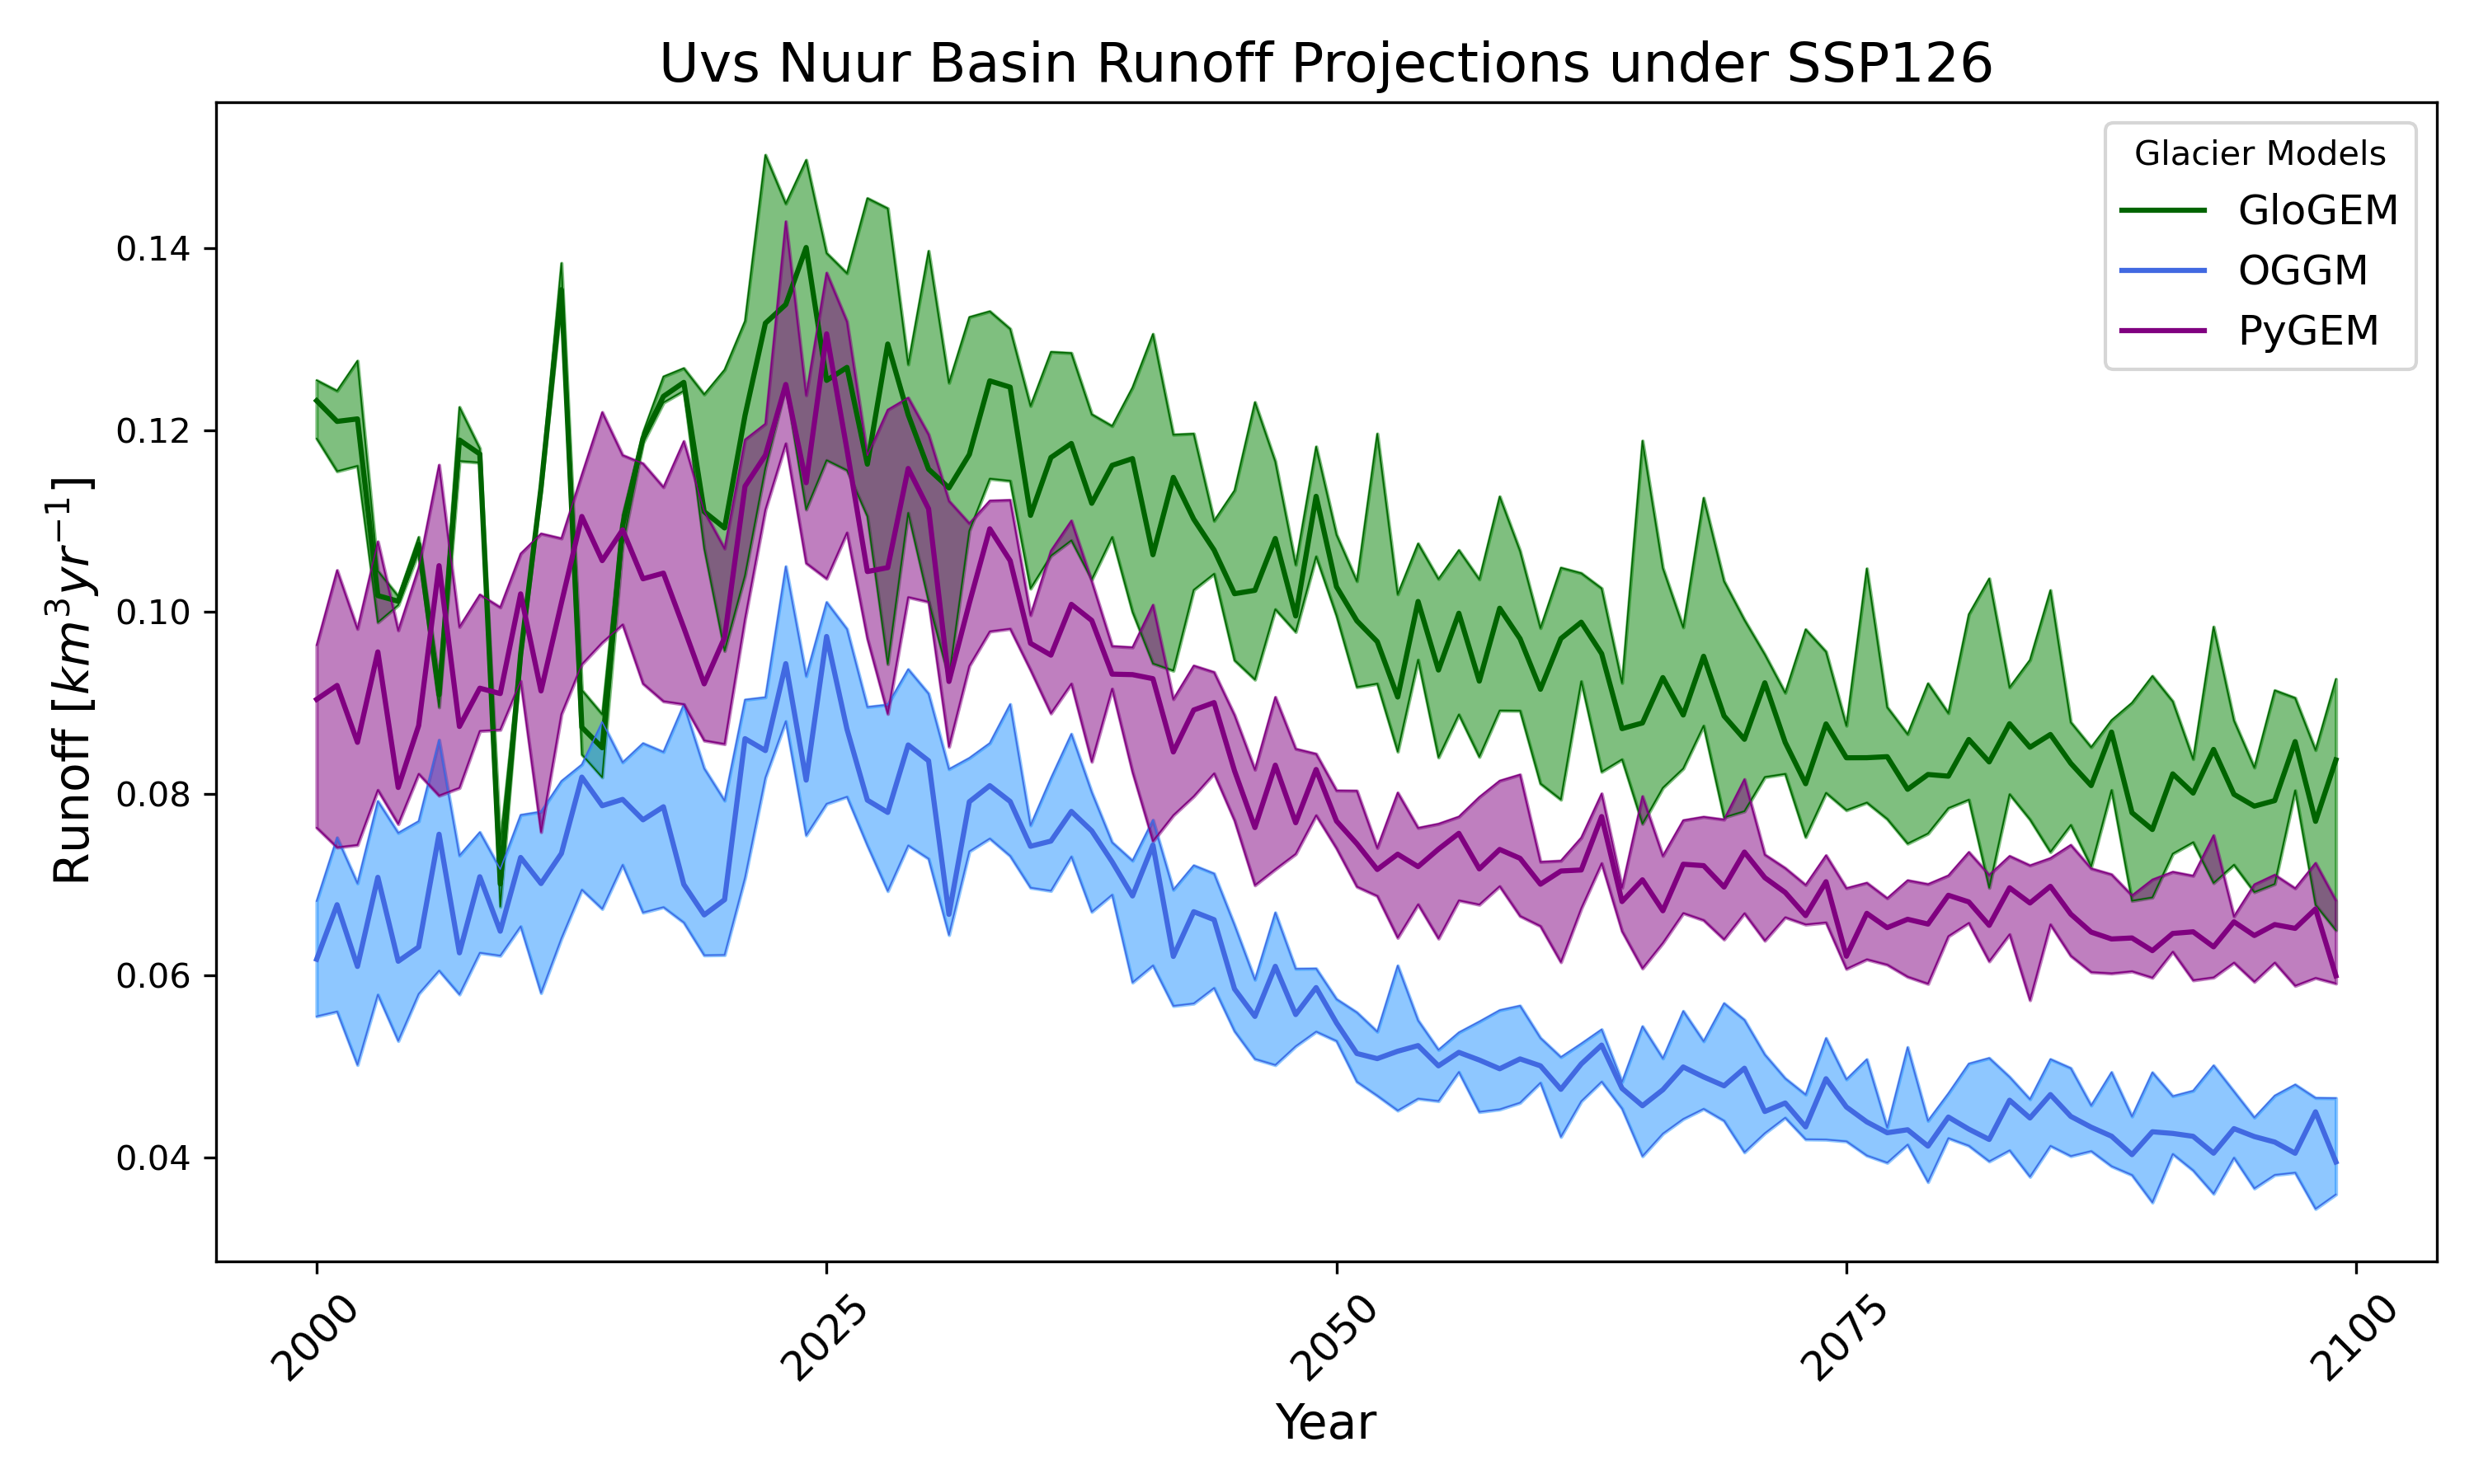 Uvs Nuur Basin Runoff Projections under SSP126
Glacier Models
GloGEM
OGGM
PyGEM
Runoff [km³yr⁻¹]
0.14
0.12
0.10
0.08
0.06
0.04
2000
2025
2050
2075
2100
Year